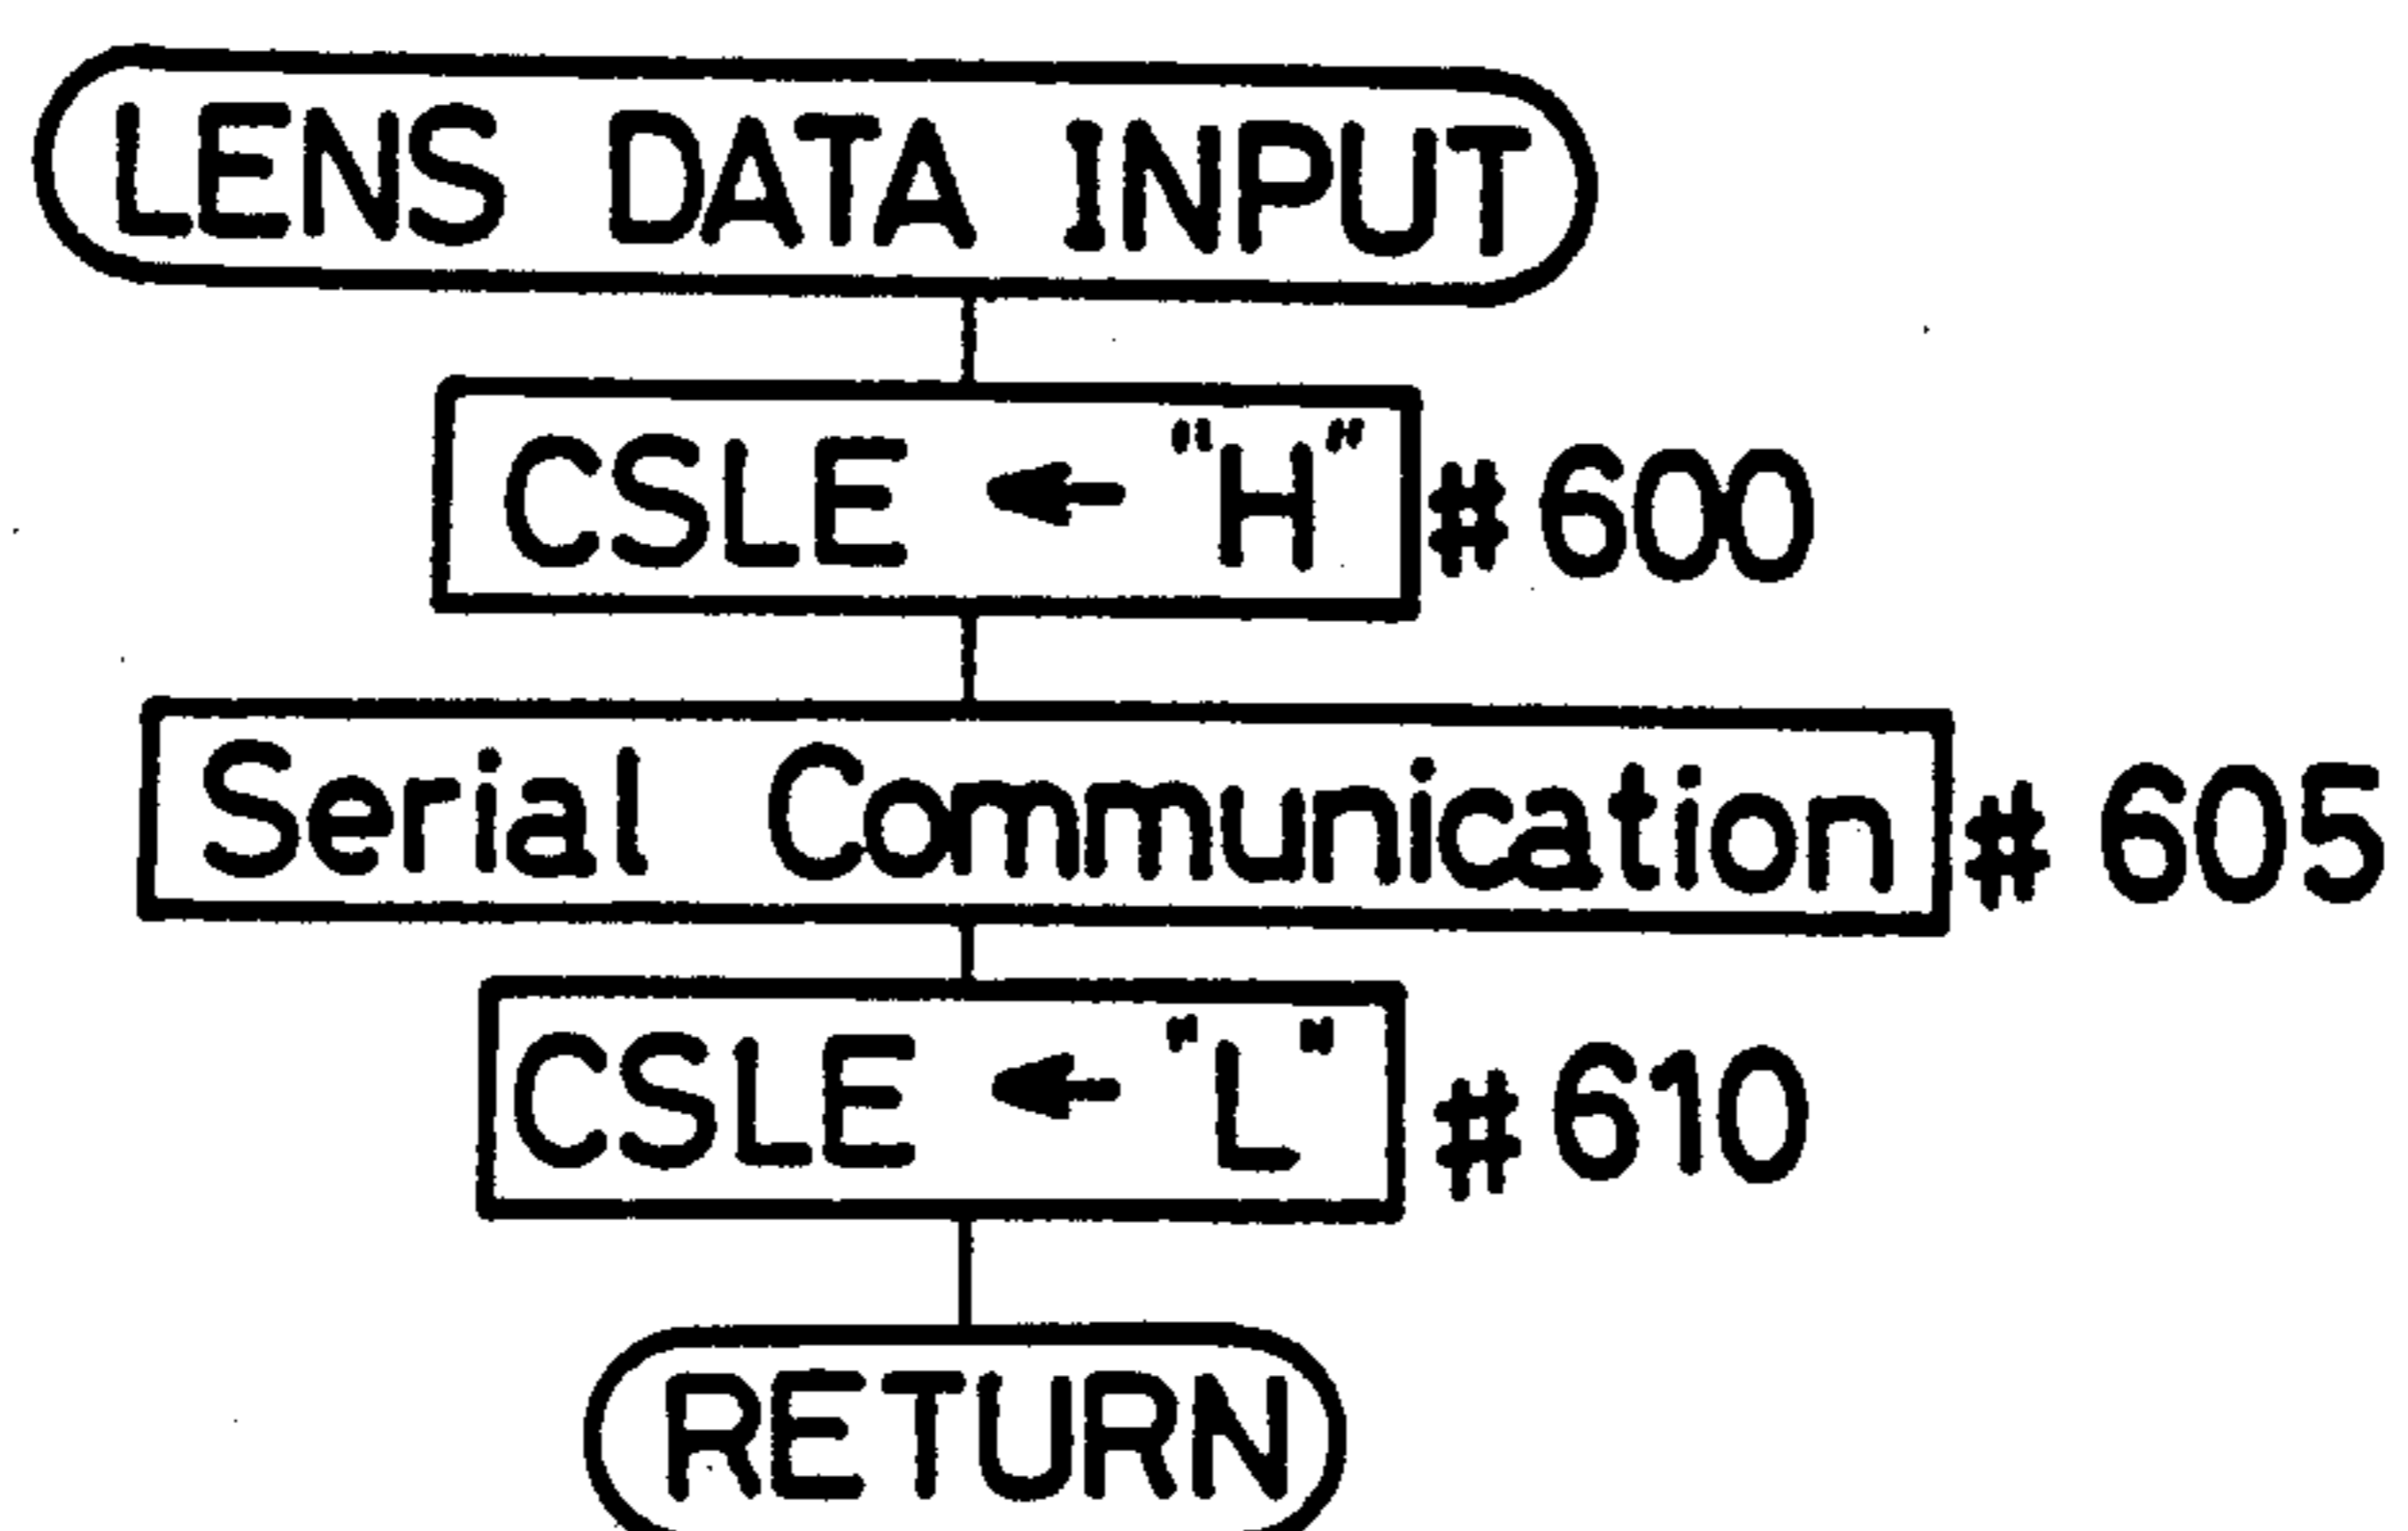 LENS DATA INPUT
CSLE ← "H" #600
Serial Communication # 605
CSLE ← "L" #610
RETURN